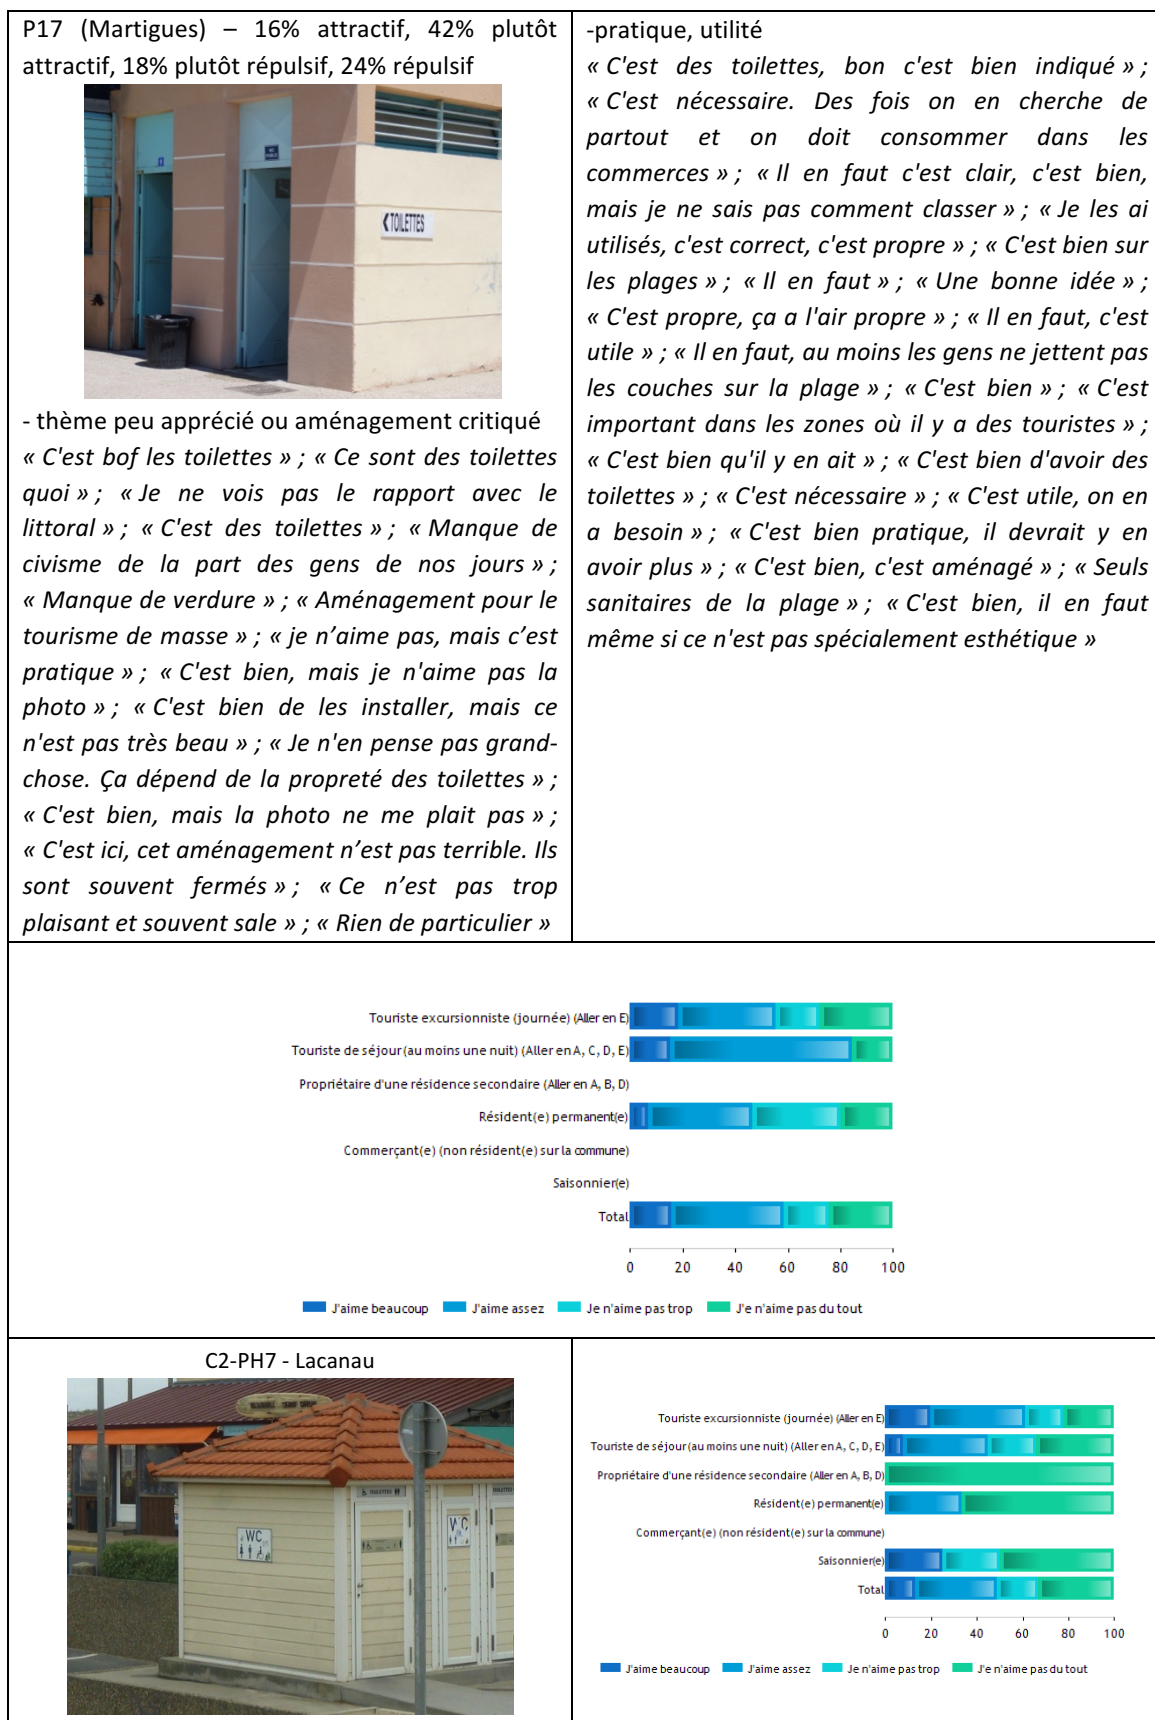 P17 (Martigues) – 16% attractif, 42% plutôt
attractif, 18% plutôt répulsif, 24% répulsif
WC
TOILETTES
- thème peu apprécié ou aménagement critiqué
« C'est bof les toilettes » ; « Ce sont des toilettes
quoi » ; « Je ne vois pas le rapport avec le
littoral » ; « C'est des toilettes » ; « Manque de
civisme de la part des gens de nos jours » ;
« Manque de verdure » ; « Aménagement pour le
tourisme de masse » ; « je n’aime pas, mais c’est
pratique » ; « C'est bien, mais je n'aime pas la
photo » ; « C'est bien de les installer, mais ce
n'est pas très beau » ; « Je n'en pense pas grand-
chose. Ça dépend de la propreté des toilettes » ;
« C'est bien, mais la photo ne me plait pas » ;
« C'est ici, cet aménagement n’est pas terrible. Ils
sont souvent fermés » ; « Ce n’est pas trop
plaisant et souvent sale » ; « Rien de particulier »
-pratique, utilité
« C'est des toilettes, bon c'est bien indiqué » ;
« C'est nécessaire. Des fois on en cherche de
partout et on doit consommer dans les
commerces » ; « Il en faut c'est clair, c'est bien,
mais je ne sais pas comment classer » ; « Je les ai
utilisés, c'est correct, c'est propre » ; « C'est bien sur
les plages » ; « Il en faut » ; « Une bonne idée » ;
« C'est propre, ça a l'air propre » ; « Il en faut, c'est
utile » ; « Il en faut, au moins les gens ne jettent pas
les couches sur la plage » ; « C'est bien » ; « C'est
important dans les zones où il y a des touristes » ;
« C'est bien qu'il y en ait » ; « C'est bien d'avoir des
toilettes » ; « C'est nécessaire » ; « C'est utile, on en
a besoin » ; « C'est bien pratique, il devrait y en
avoir plus » ; « C'est bien, c'est aménagé » ; « Seuls
sanitaires de la plage » ; « C'est bien, il en faut
même si ce n'est pas spécialement esthétique »
Touriste excursionniste (journée) (Aller en E)
Touriste de séjour (au moins une nuit) (Aller en A, C, D, E)
Propriétaire d'une résidence secondaire (Aller en A, B, D)
Résident(e) permanent(e)
Commerçant(e) (non résident(e) sur la commune)
Saisonnier(e)
Total
0 20 40 60 80 100
J'aime beaucoup J'aime assez Je n'aime pas trop J'e n'aime pas du tout
C2-PH7 - Lacanau
TOILETTES
WC
WC
Touriste excursionniste (journée) (Aller en E)
Touriste de séjour (au moins une nuit) (Aller en A, C, D, E)
Propriétaire d'une résidence secondaire (Aller en A, B, D)
Résident(e) permanent(e)
Commerçant(e) (non résident(e) sur la commune)
Saisonnier(e)
Total
0 20 40 60 80 100
J'aime beaucoup J'aime assez Je n'aime pas trop J'e n'aime pas du tout